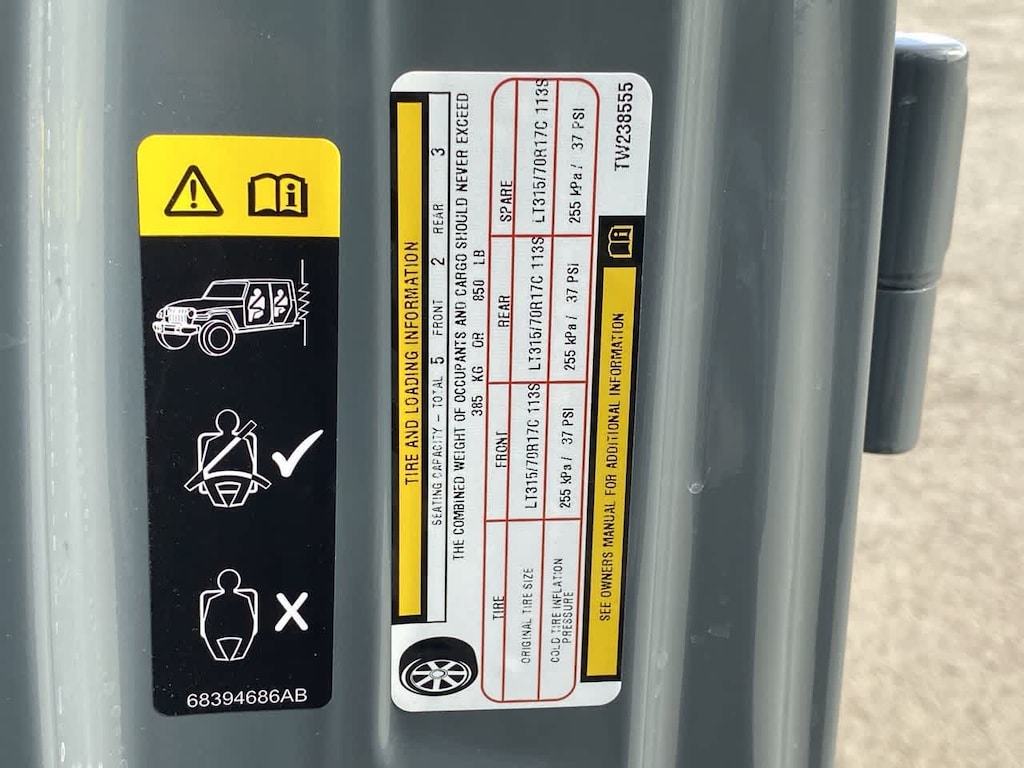 68394686AB
TIRE AND LOADING INFORMATION
SEATING CAPACITY - TOTAL 5 FRONT 2 REAR 3
THE COMBINED WEIGHT OF OCCUPANTS AND CARGO SHOULD NEVER EXCEED
385 KG OR 850 LB
TIRE FRONT REAR SPARE
ORIGINAL TIRE SIZE LT315/70R17C 113S LT315/70R17C 113S LT315/70R17C 113S
COLD TIRE INFLATION
PRESSURE
255 kPa/ 37 PSI 255 kPa/ 37 PSI 255 kPa/ 37 PSI
SEE OWNERS MANUAL FOR ADDITIONAL INFORMATION
TW238555